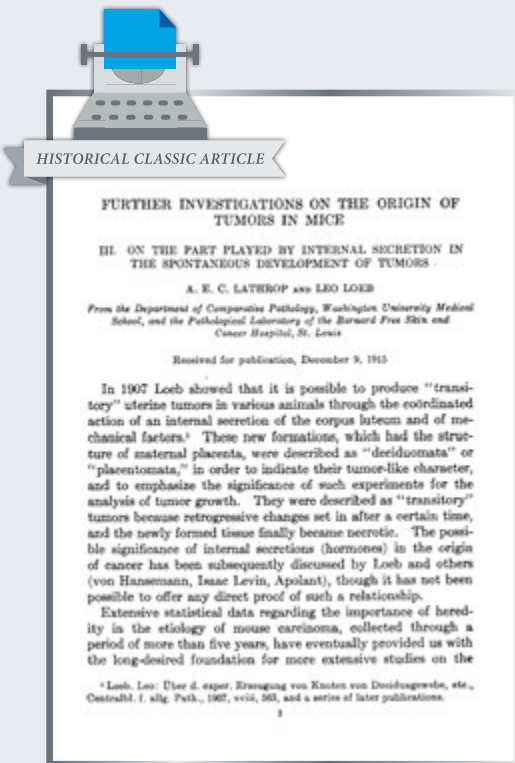 HISTORICAL CLASSIC ARTICLE
FURTHER INVESTIGATIONS ON THE ORIGIN OF
TUMORS IN MICE
III. ON THE PART PLAYED BY INTERNAL SECRETION IN
THE SPONTANEOUS DEVELOPMENT OF TUMORS
A. E. C. LATHROP AND LEO LOEB
From the Department of Comparative Pathology, Washington University Medical
School, and the Pathological Laboratory of the Barnard Free Skin and
Cancer Hospital, St. Louis
Received for publication, December 9, 1915
In 1907 Loeb showed that it is possible to produce "transi-
tory" uterine tumors in various animals through the coördinated
action of an internal secretion of the corpus luteum and of me-
chanical factors.¹ These new formations, which had the struc-
ture of maternal placenta, were described as "deciduomata" or
"placentomata," in order to indicate their tumor-like character,
and to emphasize the significance of such experiments for the
analysis of tumor growth. They were described as "transitory"
tumors because retrogressive changes set in after a certain time,
and the newly formed tissue finally became necrotic. The possi-
ble significance of internal secretions (hormones) in the origin
of cancer has been subsequently discussed by Loeb and others
(von Hansemann, Isaac Levin, Apolant), though it has not been
possible to offer any direct proof of such a relationship.
Extensive statistical data regarding the importance of hered-
ity in the etiology of mouse carcinoma, collected through a
period of more than five years, have eventually provided us with
the long-desired foundation for more extensive studies on the
¹ Loeb, Leo: Über d. exper. Erzeugung von Knoten von Deciduagewebe, etc.,
Centralbl. f. allg. Path., 1907, xviii, 563, and a series of later publications.